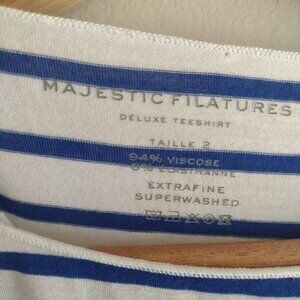 MAJESTIC FILATURES
DELUXE TEESHIRT
TAILLE 2
94% VISCOSE
6% ELASTHANNE
EXTRAFINE
SUPERWASHED